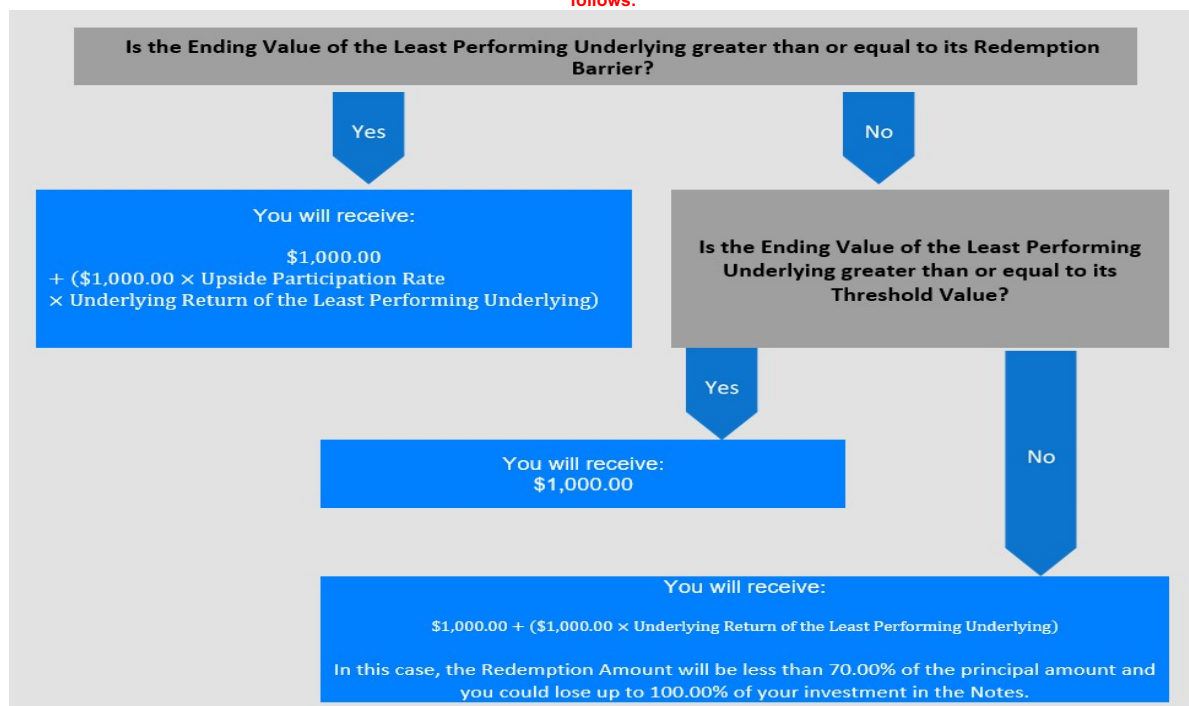 follows:
Is the Ending Value of the Least Performing Underlying greater than or equal to its Redemption
Barrier?
Yes
No
You will receive:
$1,000.00
+ ($1,000.00 × Upside Participation Rate
× Underlying Return of the Least Performing Underlying)
Is the Ending Value of the Least Performing
Underlying greater than or equal to its
Threshold Value?
Yes
No
You will receive:
$1,000.00
You will receive:
$1,000.00 + ($1,000.00 × Underlying Return of the Least Performing Underlying)
In this case, the Redemption Amount will be less than 70.00% of the principal amount and
you could lose up to 100.00% of your investment in the Notes.